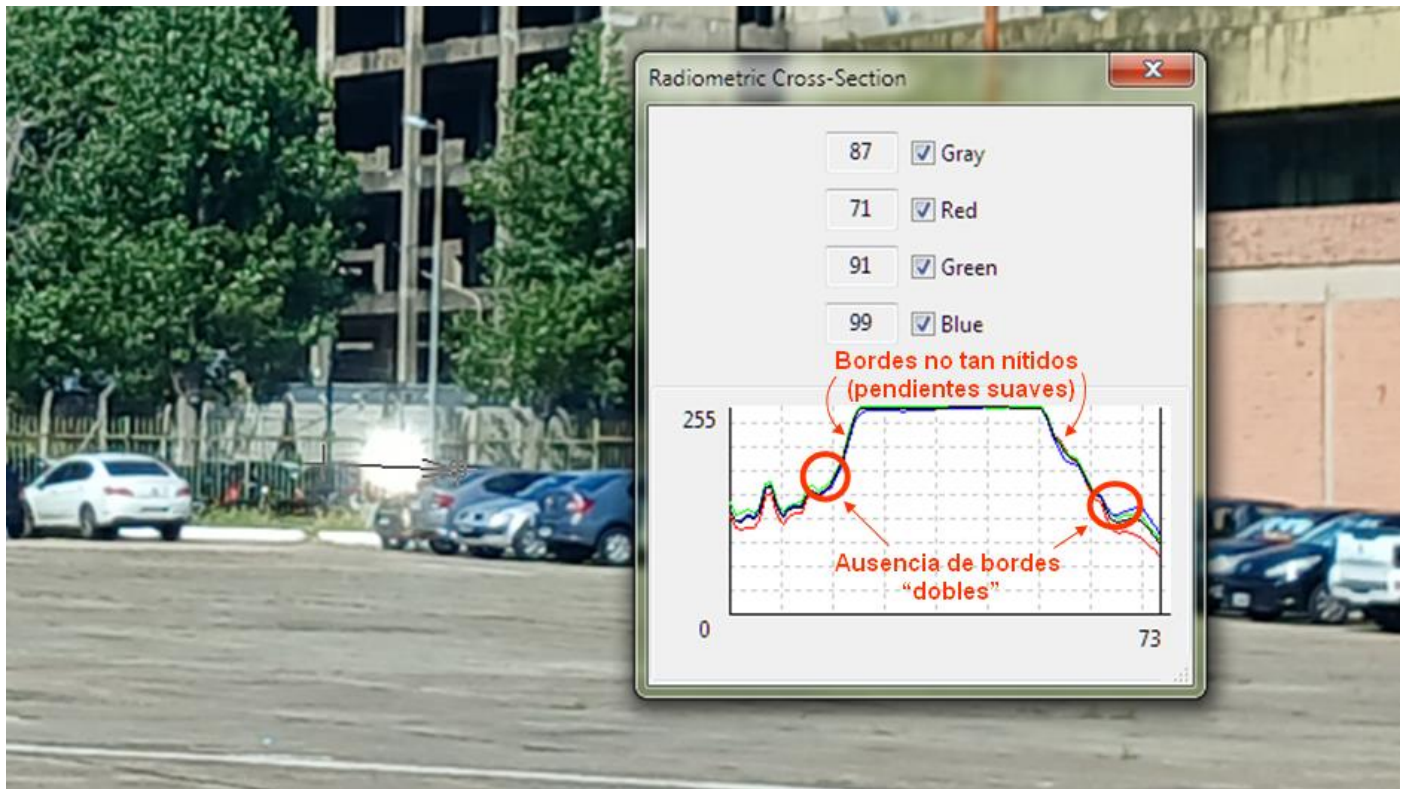 Radiometric Cross-Section
87 Gray
71 Red
91 Green
99 Blue
Bordes no tan nítidos
(pendientes suaves)
255
Ausencia de bordes
“dobles”
0
73